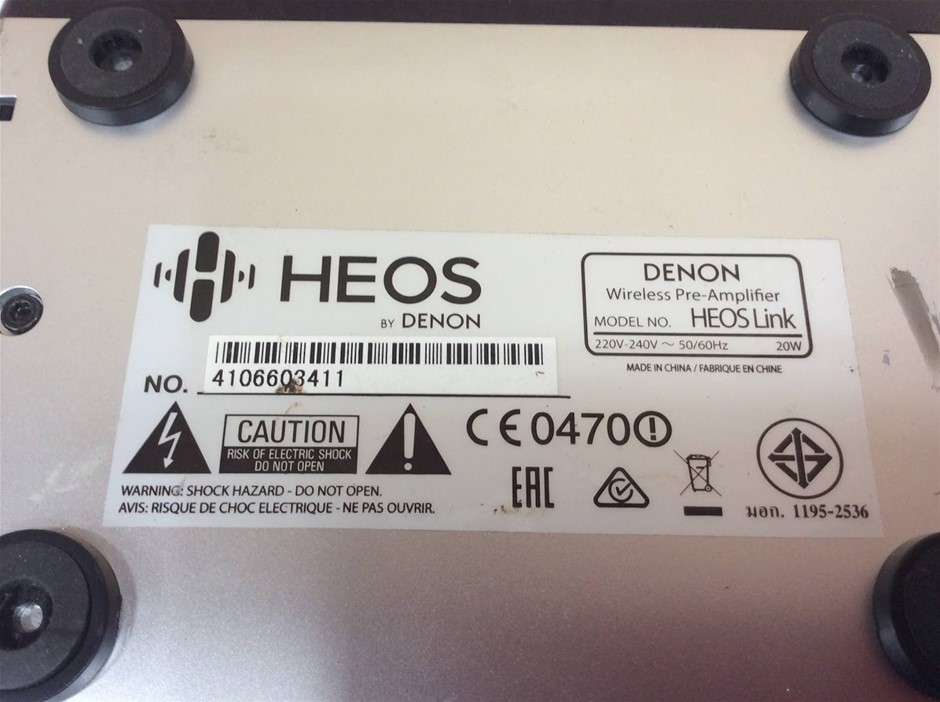 HEOS
BY DENON
DENON
Wireless Pre-Amplifier
MODEL NO. HEOS Link
220V-240V ~ 50/60Hz 20W
MADE IN CHINA / FABRIQUE EN CHINE
NO. 4106603411
CAUTION
RISK OF ELECTRIC SHOCK
DO NOT OPEN
WARNING: SHOCK HAZARD - DO NOT OPEN.
AVIS: RISQUE DE CHOC ELECTRIQUE - NE PAS OUVRIR.
CE0470
EAC
มอก. 1195-2536